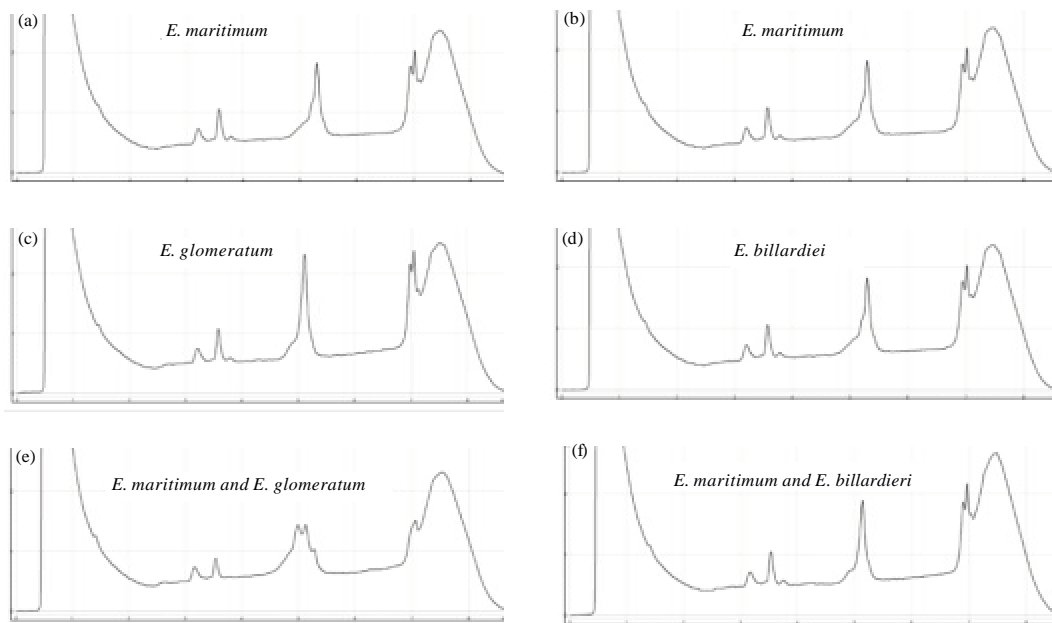 (a)
E. maritimum
(b)
E. maritimum
(c)
E. glomeratum
(d)
E. billardiei
(e)
E. maritimum and E. glomeratum
(f)
E. maritimum and E. billardieri